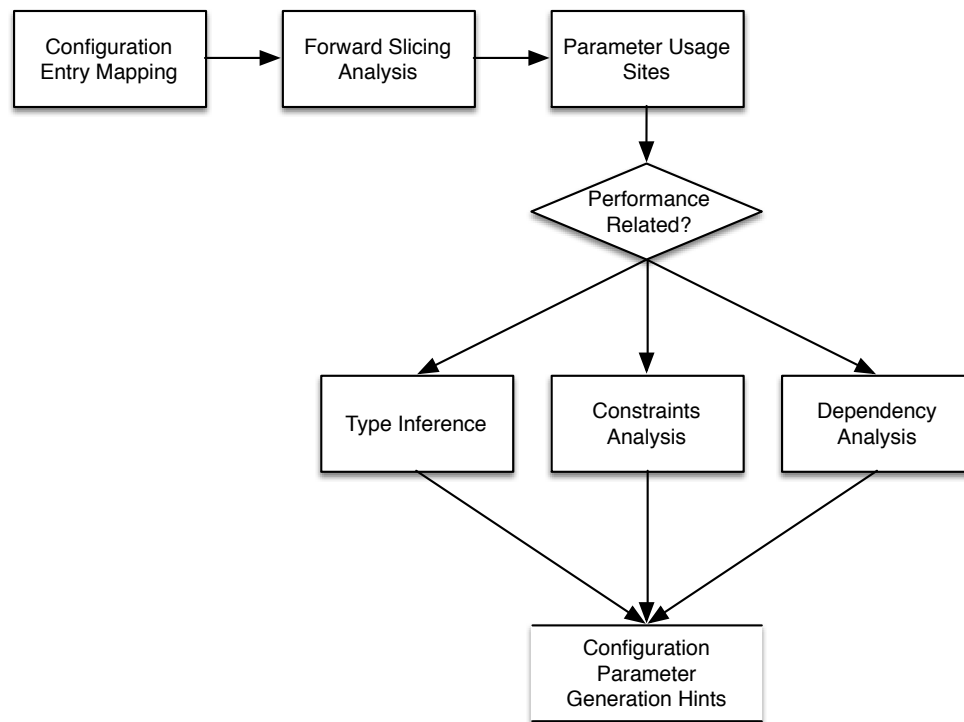 Configuration
Entry Mapping
Forward Slicing
Analysis
Parameter Usage
Sites
Performance
Related?
Type Inference
Constraints
Analysis
Dependency
Analysis
Configuration
Parameter
Generation Hints